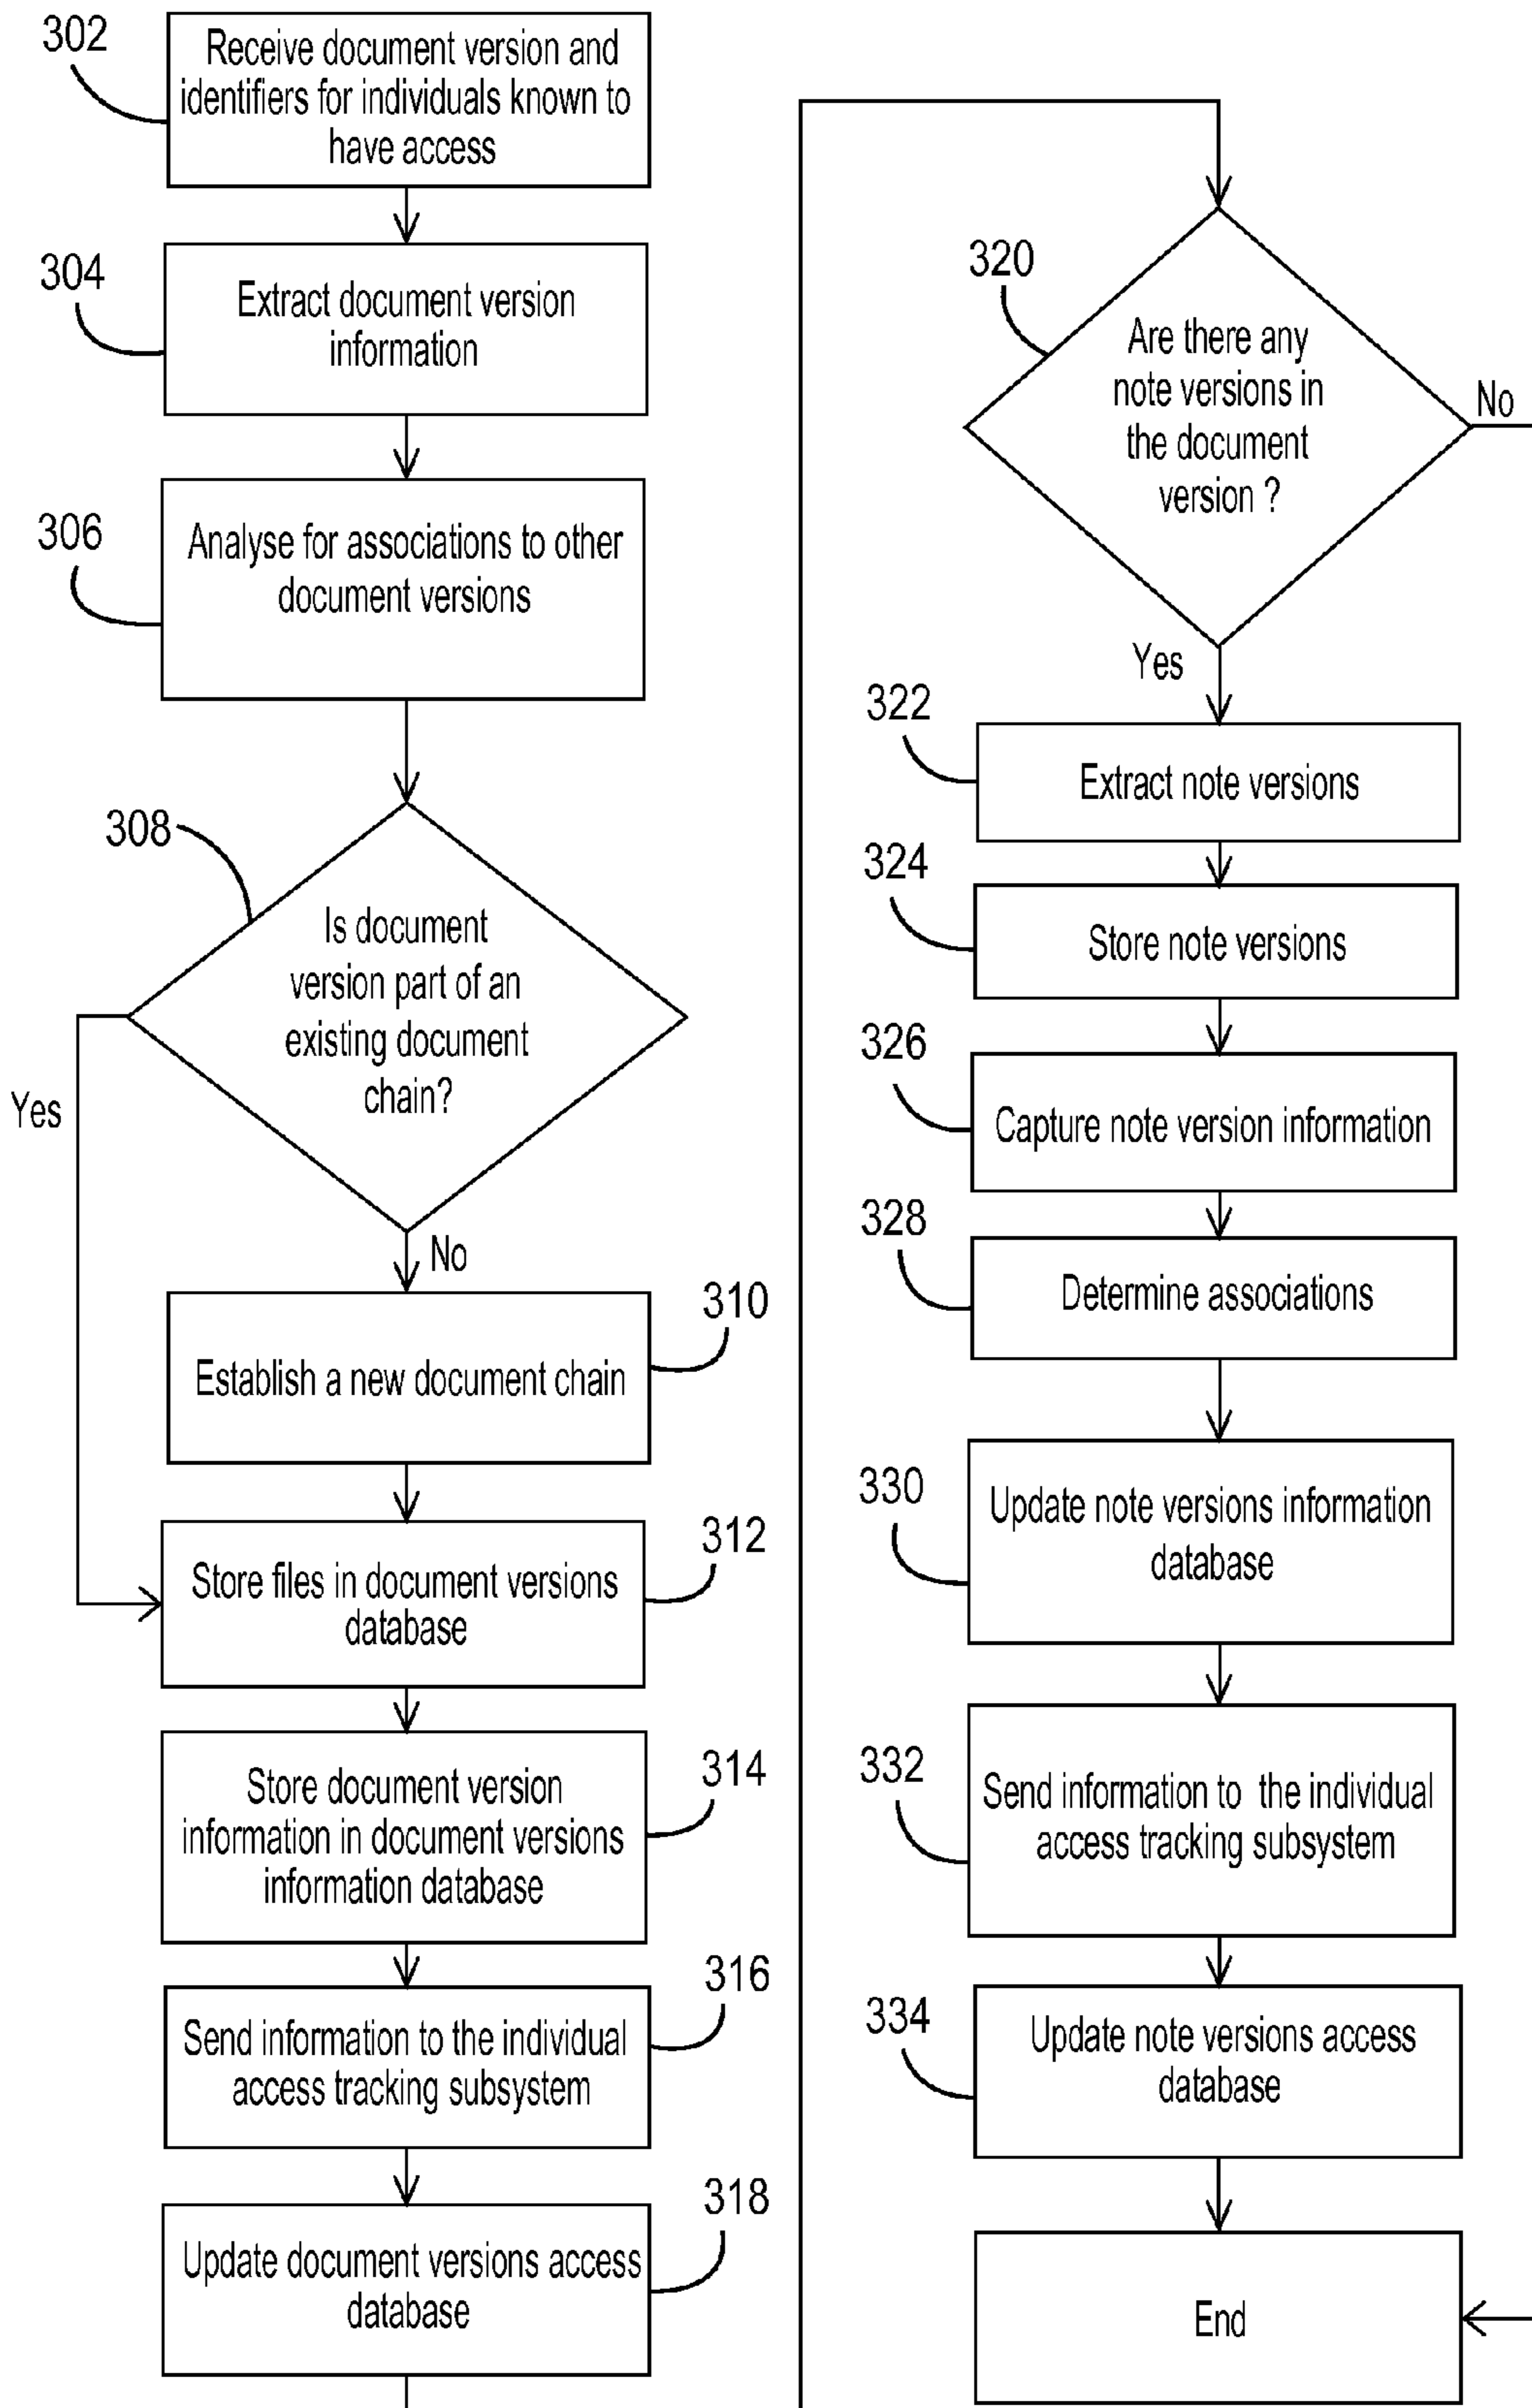 302
Receive document version and
identifiers for individuals known to
have access
304
Extract document version
information
306
Analyse for associations to other
document versions
308
Is document
version part of an
existing document
chain?
Yes
No
310
Establish a new document chain
312
Store files in document versions
database
314
Store document version
information in document versions
information database
316
Send information to the individual
access tracking subsystem
318
Update document versions access
database
320
Are there any
note versions in
the document
version ?
No
Yes
322
Extract note versions
324
Store note versions
326
Capture note version information
328
Determine associations
330
Update note versions information
database
332
Send information to the individual
access tracking subsystem
334
Update note versions access
database
End